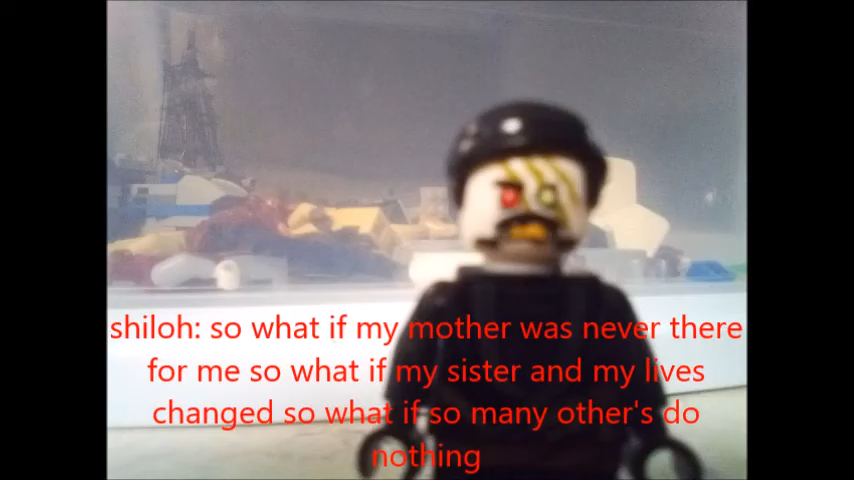 shiloh: so what if my mother was never there
for me so what if my sister and my lives
changed so what if so many other's do
nothing